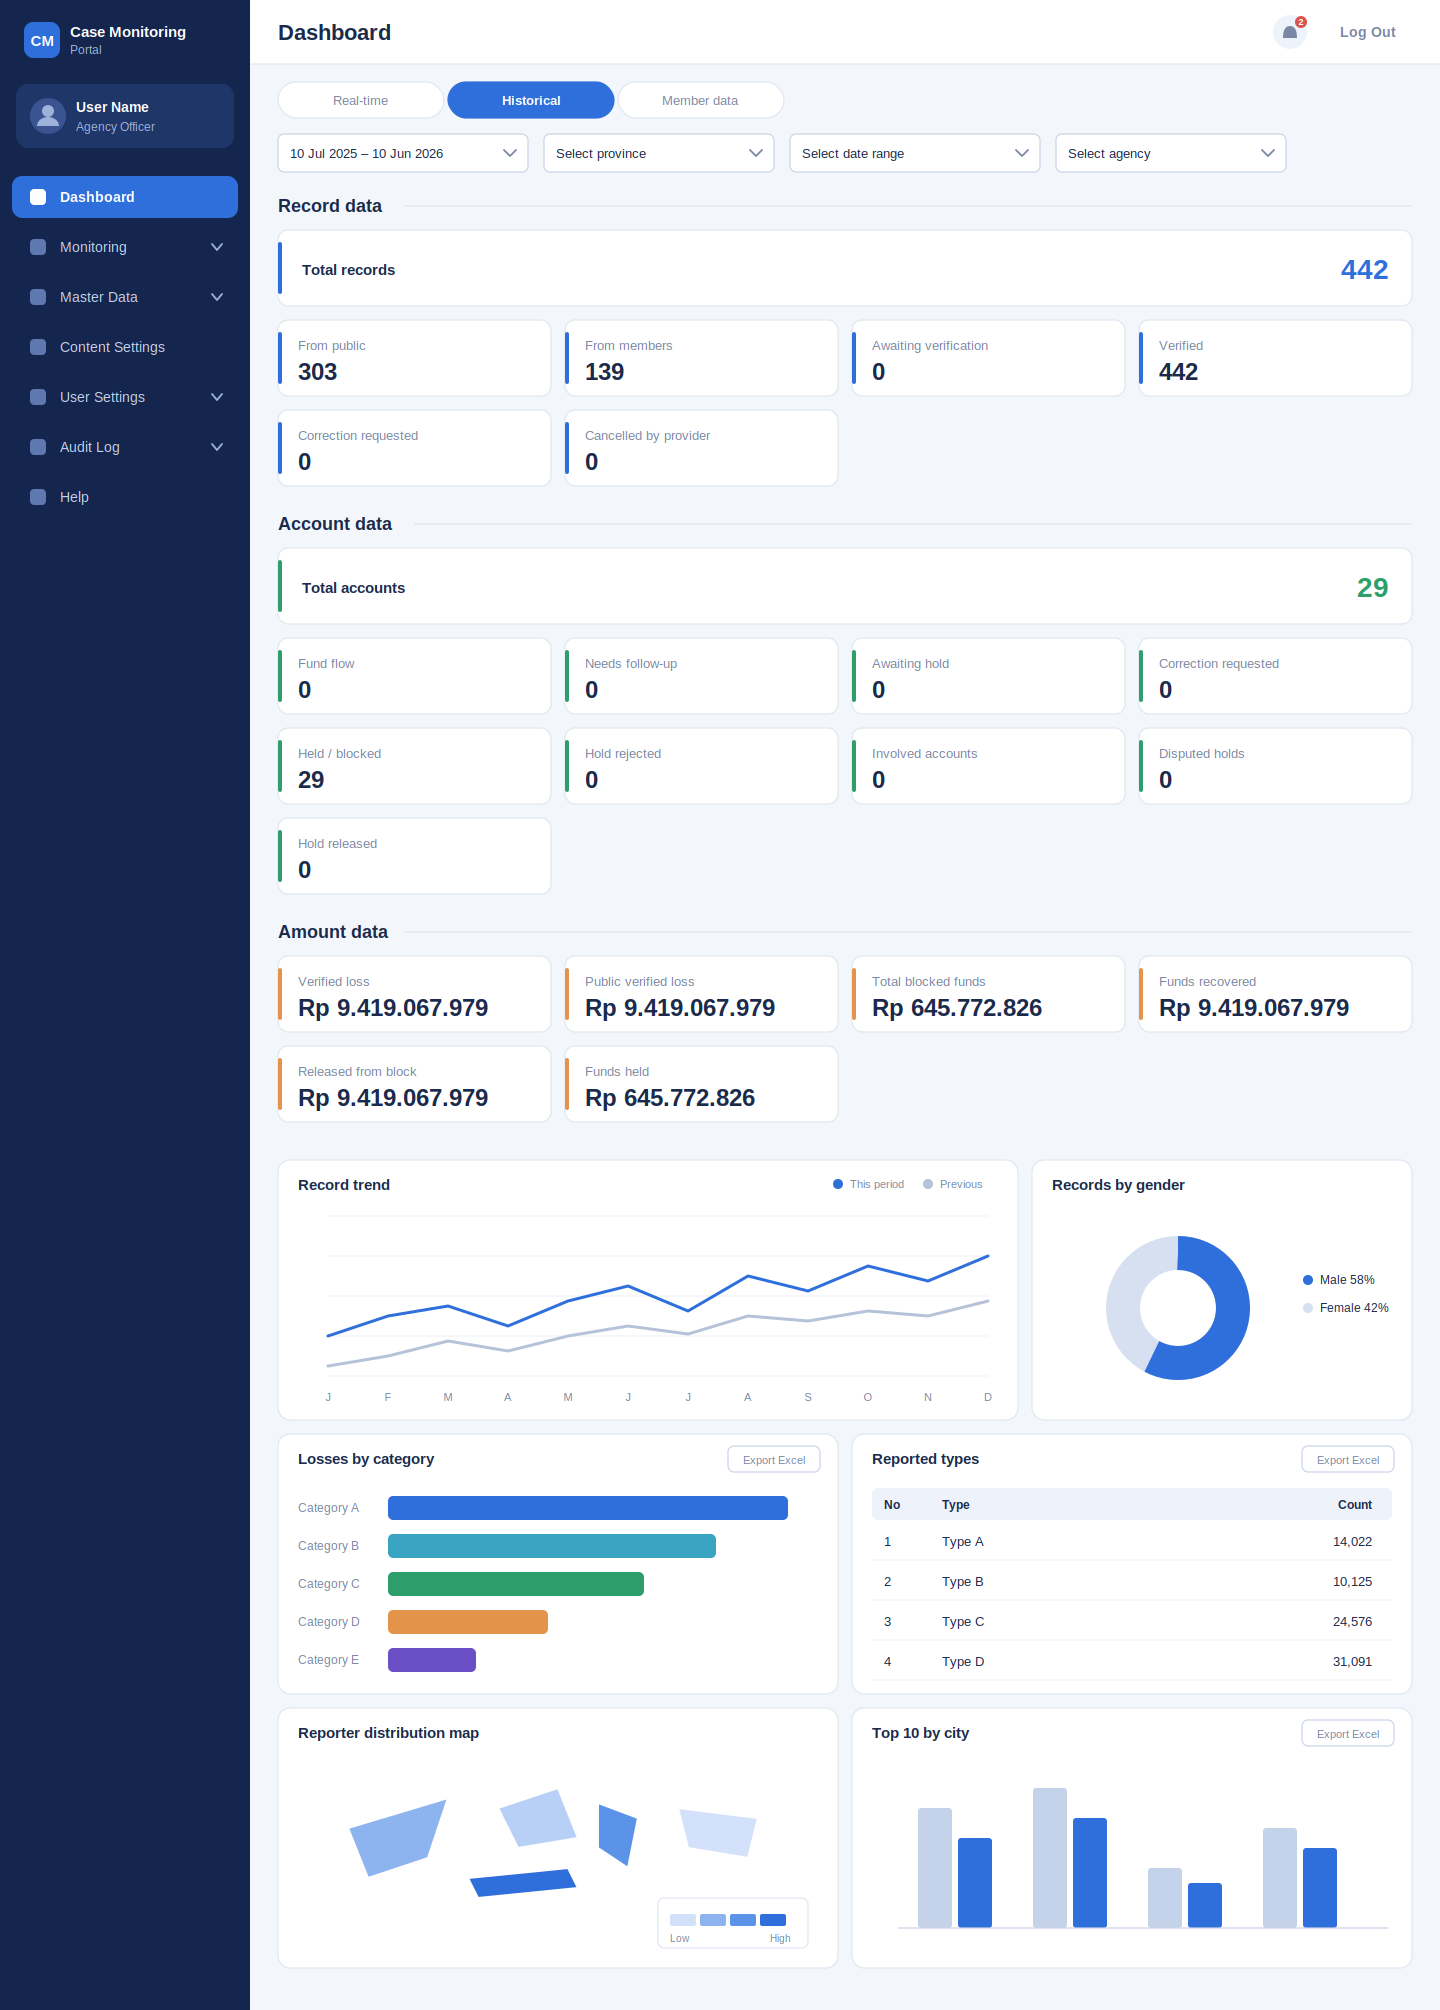 CM
Case Monitoring
Portal
User Name
Agency Officer
Dashboard
Monitoring
Master Data
Content Settings
User Settings
Audit Log
Help
Dashboard
2
Log Out
Real-time
Historical
Member data
10 Jul 2025 – 10 Jun 2026
Select province
Select date range
Select agency
Record data
Total records
442
From public
303
From members
139
Awaiting verification
0
Verified
442
Correction requested
0
Cancelled by provider
0
Account data
Total accounts
29
Fund flow
0
Needs follow-up
0
Awaiting hold
0
Correction requested
0
Held / blocked
29
Hold rejected
0
Involved accounts
0
Disputed holds
0
Hold released
0
Amount data
Verified loss
Rp 9.419.067.979
Public verified loss
Rp 9.419.067.979
Total blocked funds
Rp 645.772.826
Funds recovered
Rp 9.419.067.979
Released from block
Rp 9.419.067.979
Funds held
Rp 645.772.826
Record trend
This period
Previous
J F M A M J J A S O N D
Records by gender
Male 58%
Female 42%
Losses by category
Export Excel
Category A
Category B
Category C
Category D
Category E
Reported types
Export Excel
No Type Count
1 Type A 14,022
2 Type B 10,125
3 Type C 24,576
4 Type D 31,091
Reporter distribution map
Low High
Top 10 by city
Export Excel